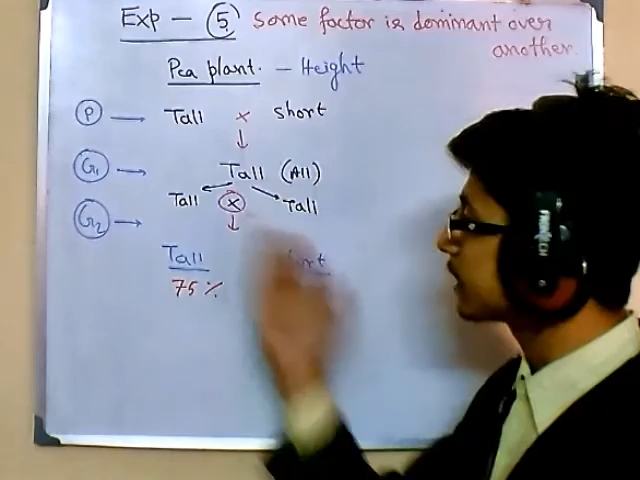 Exp - 5 Some factor is dominant over
another.
Pea plant. - Height
P → Tall × short
↓
G1 → Tall (All)
Tall × Tall
G2 → ↓
Tall
75%